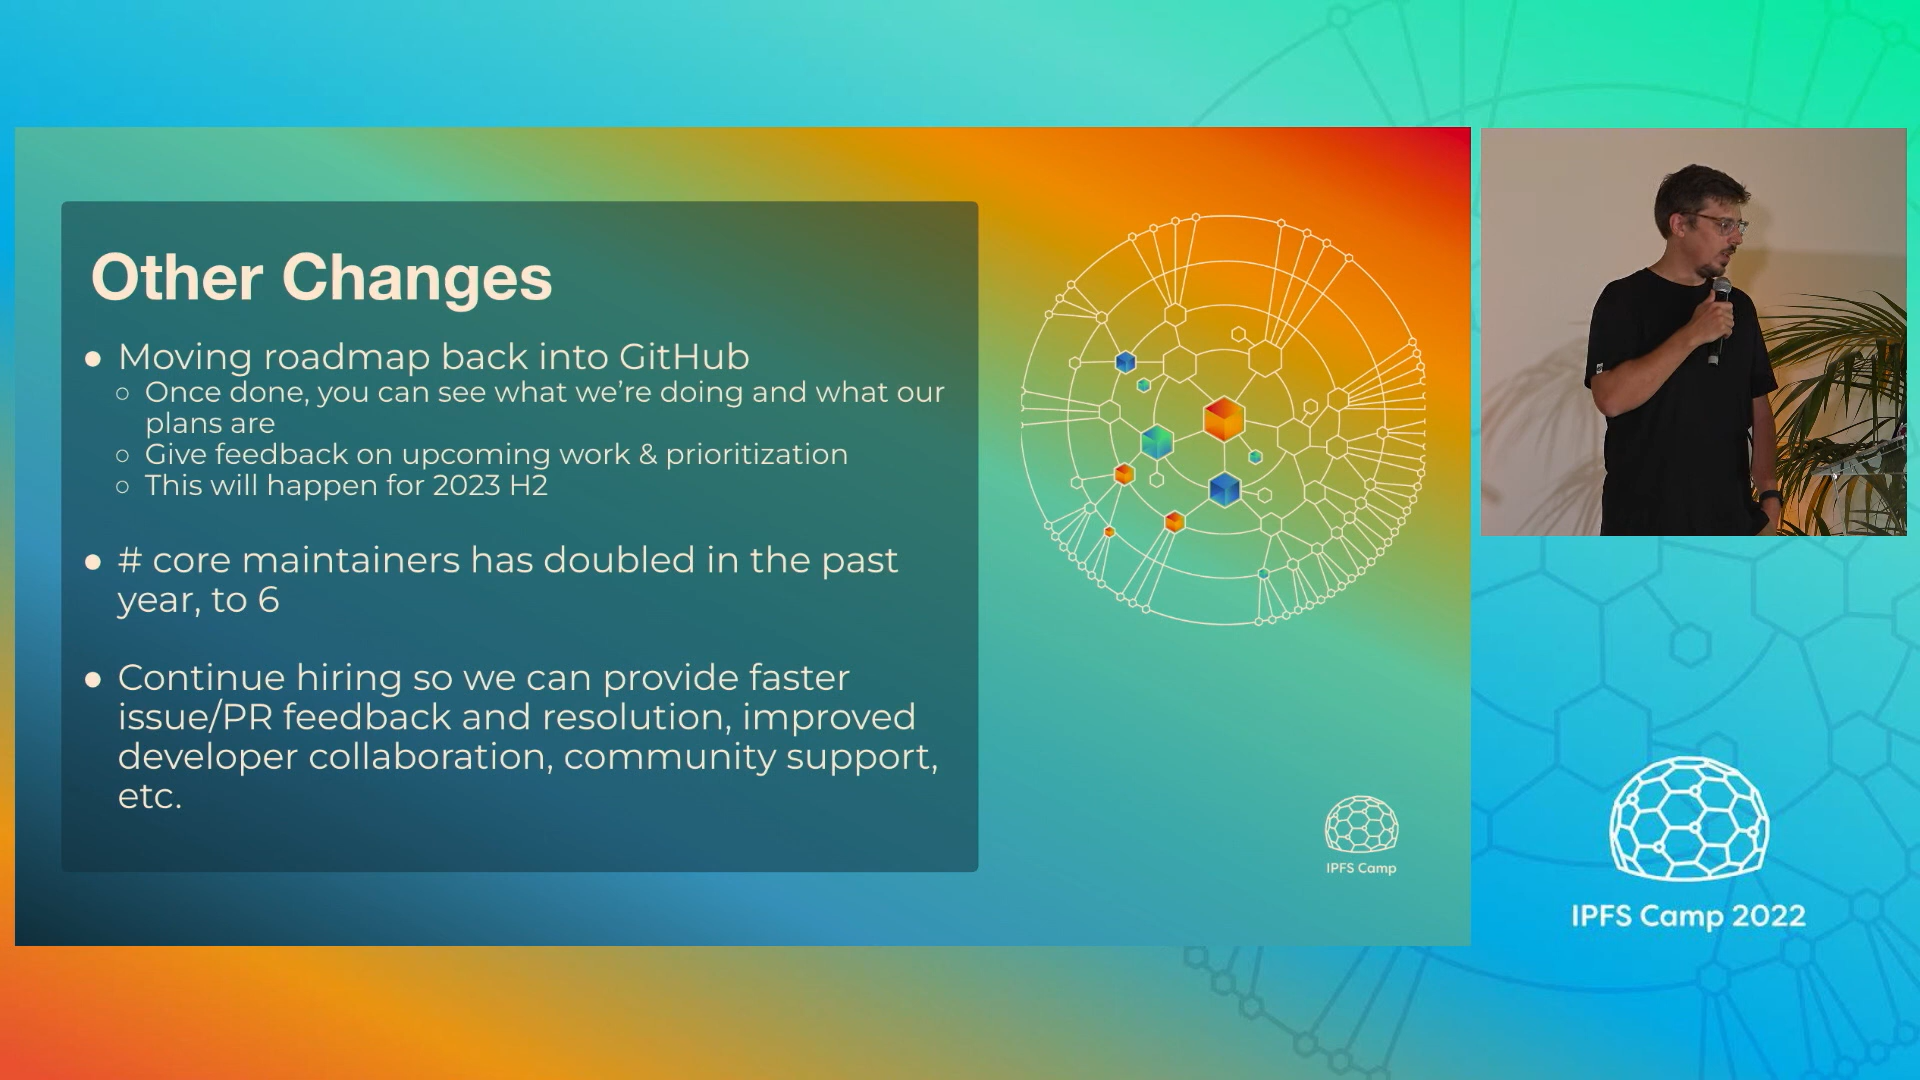 Other Changes
● Moving roadmap back into GitHub
○ Once done, you can see what we’re doing and what our
plans are
○ Give feedback on upcoming work & prioritization
○ This will happen for 2023 H2
● # core maintainers has doubled in the past
year, to 6
● Continue hiring so we can provide faster
issue/PR feedback and resolution, improved
developer collaboration, community support,
etc.
IPFS Camp
IPFS Camp 2022